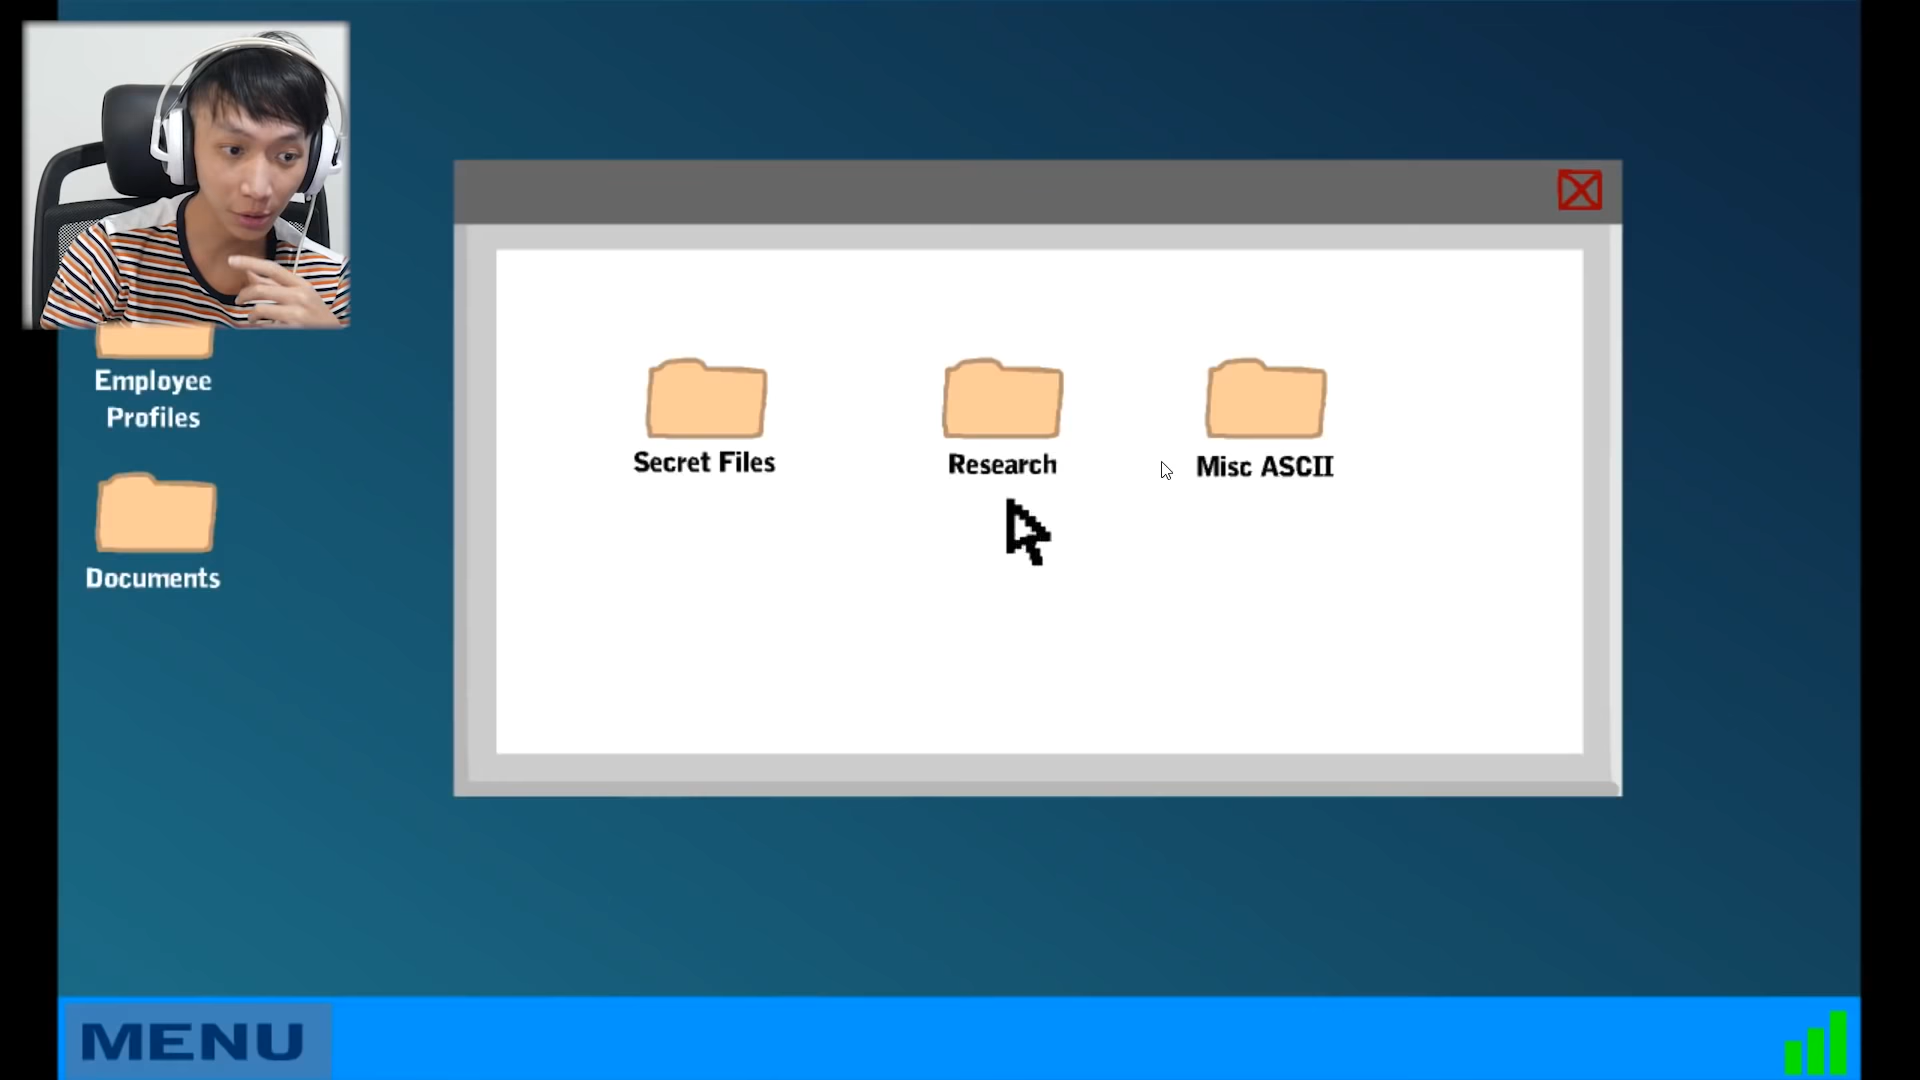 Employee
Profiles
Documents
Secret Files
Research
Misc ASCII
MENU